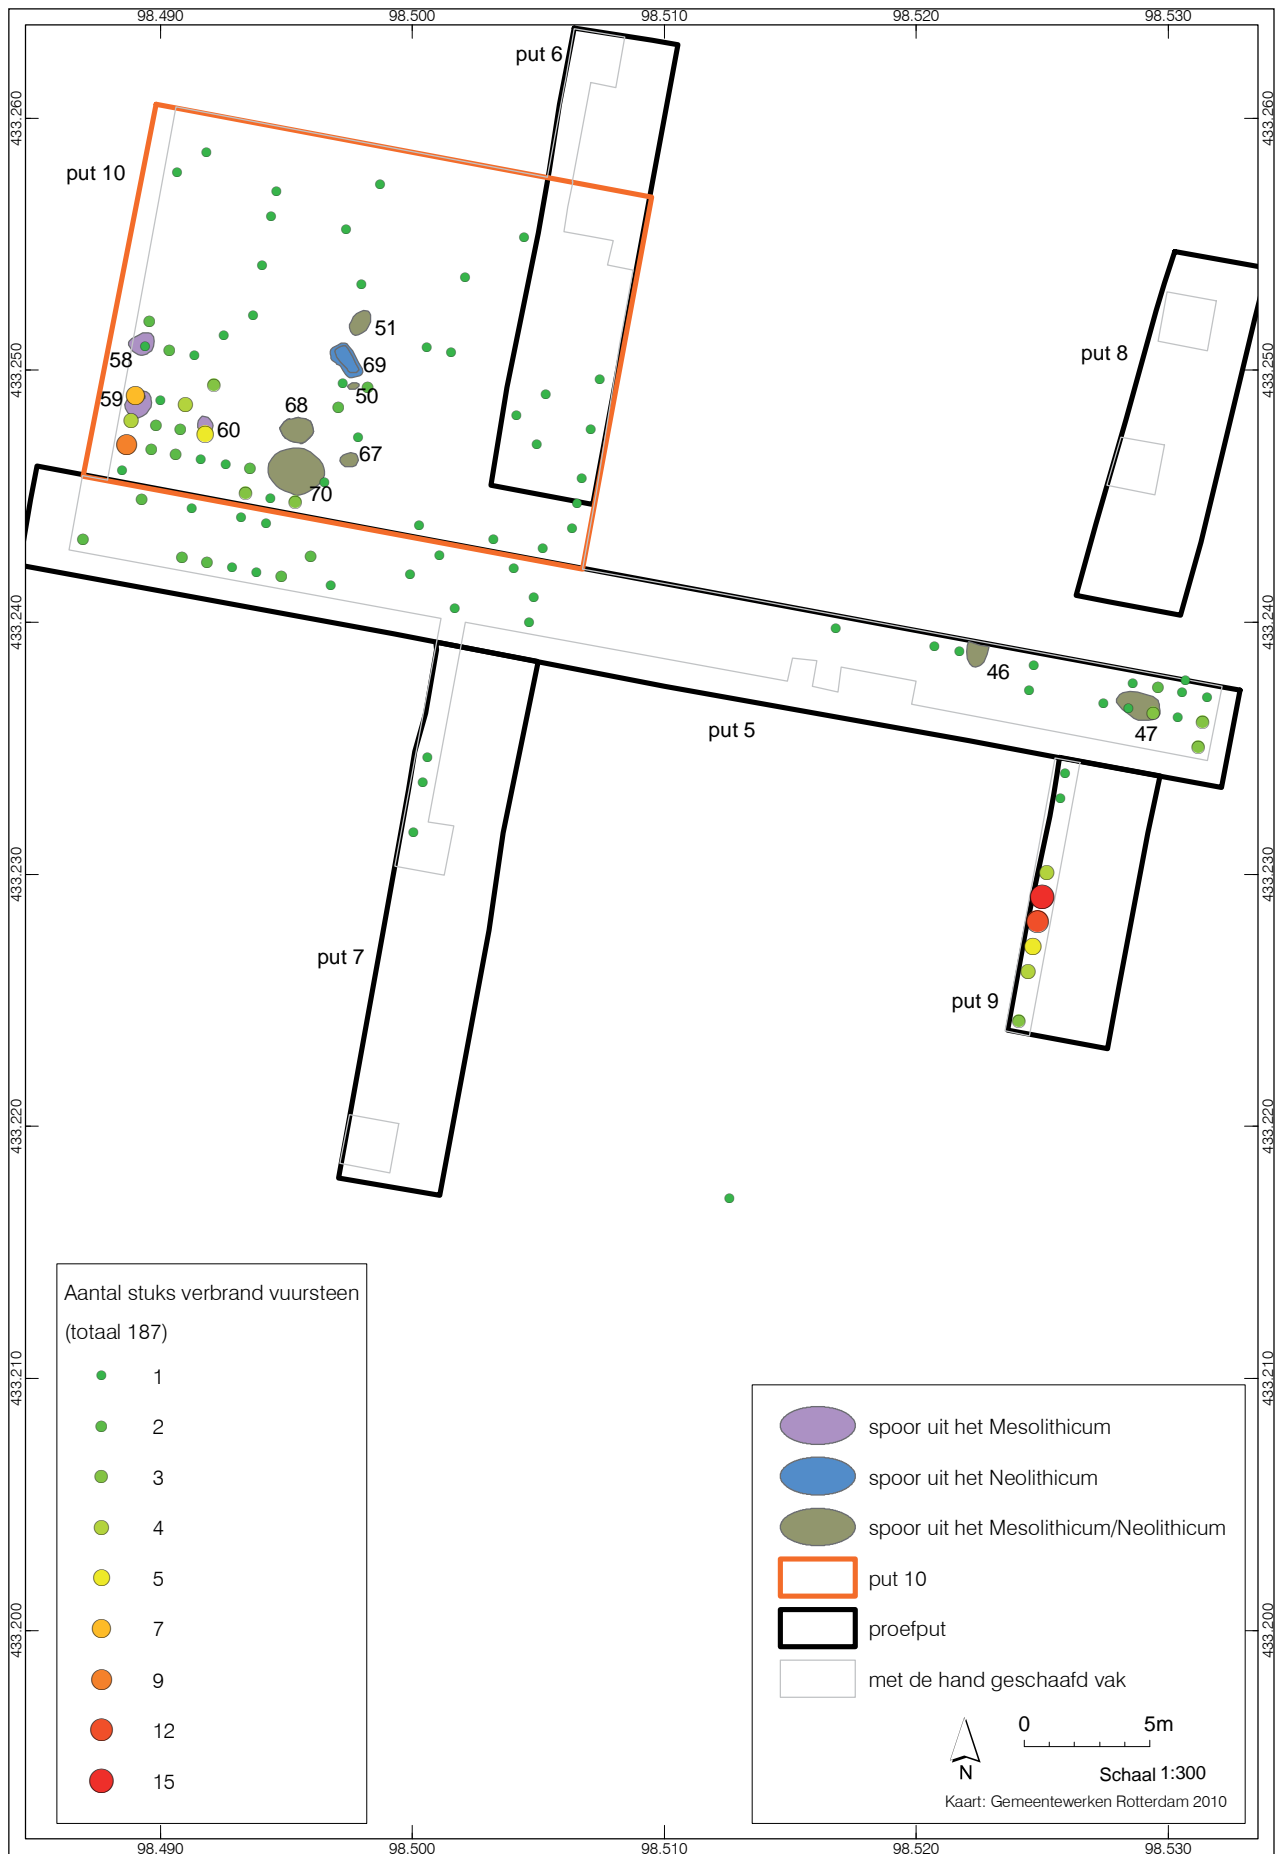 98.490
98.500
98.510
98.520
98.530
433.260
433.260
put 6
put 10
51
58
69
50
433.250
433.250
put 8
59
68
60
67
70
433.240
433.240
46
47
put 5
433.230
433.230
put 7
put 9
433.220
433.220
Aantal stuks verbrand vuursteen
(totaal 187)
1
2
3
4
5
7
9
12
15
433.210
433.210
spoor uit het Mesolithicum
spoor uit het Neolithicum
spoor uit het Mesolithicum/Neolithicum
put 10
proefput
met de hand geschaafd vak
433.200
433.200
0 5m
N
Schaal 1:300
Kaart: Gemeentewerken Rotterdam 2010
98.490
98.500
98.510
98.520
98.530